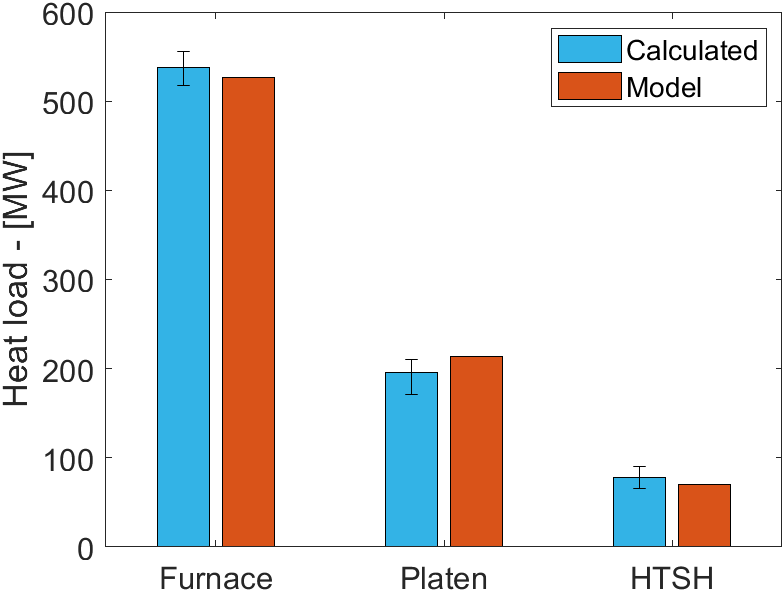 600
500
400
300
200
100
0
Heat load - [MW]
Calculated
Model
Furnace
Platen
HTSH